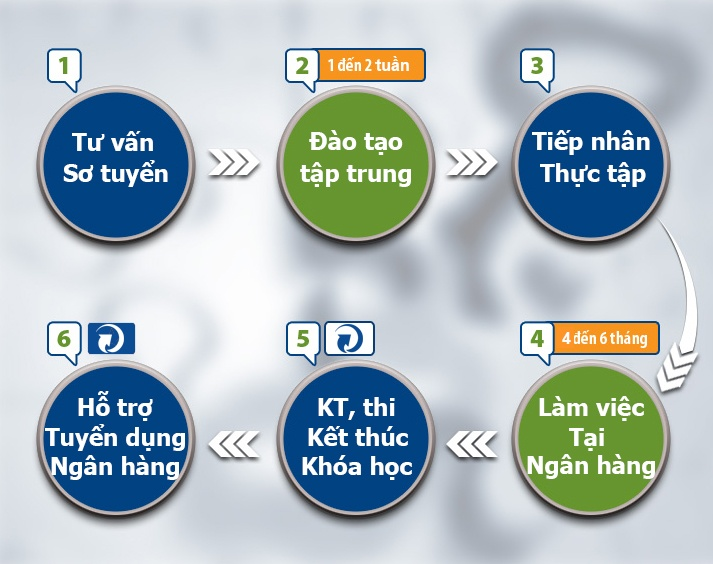 1
Tư vấn
Sơ tuyển
2
1 đến 2 tuần
Đào tạo
tập trung
3
Tiếp nhân
Thực tập
4
4 đến 6 tháng
Làm việc
Tại
Ngân hàng
5
KT, thi
Kết thúc
Khóa học
6
Hỗ trợ
Tuyển dụng
Ngân hàng